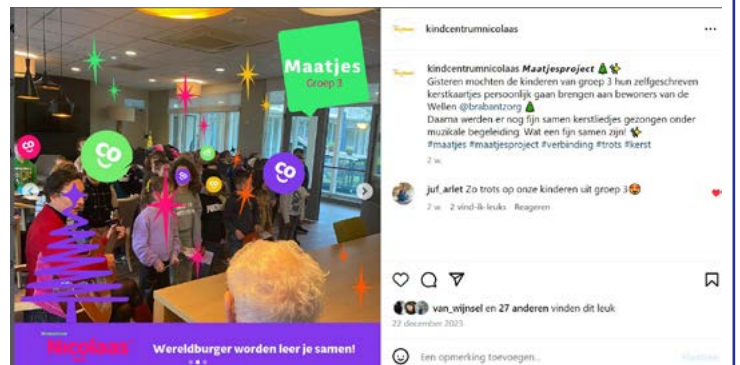 Maatjes
Groep 3
co
co
co
co
Nicolaas
Wereldburger worden leer je samen!
kindcentrumnicolaas
kindcentrumnicolaas Maatjesproject 🎄✨
Gisteren mochten de kinderen van groep 3 hun zelfgeschreven
kerstkaartjes persoonlijk gaan brengen aan bewoners van de
Wellen @brabantzorg 🎄
Daarna werden er nog fijn samen kerstliedjes gezongen onder
muzikale begeleiding. Wat een fijn samen zijn! ✨
#maatjes #maatjesproject #verbinding #trots #kerst
2 w.
juf_arlet Zo trots op onze kinderen uit groep 3🤩
2 w. 2 vind-ik-leuks Reageren
van_wijnsel en 27 anderen vinden dit leuk
22 december 2023
Een opmerking toevoegen...